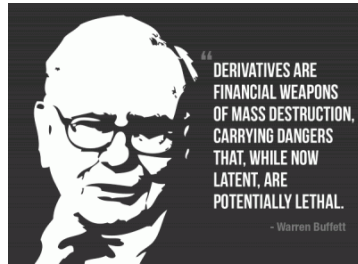 “
DERIVATIVES ARE
FINANCIAL WEAPONS
OF MASS DESTRUCTION,
CARRYING DANGERS
THAT, WHILE NOW
LATENT, ARE
POTENTIALLY LETHAL.
- Warren Buffett